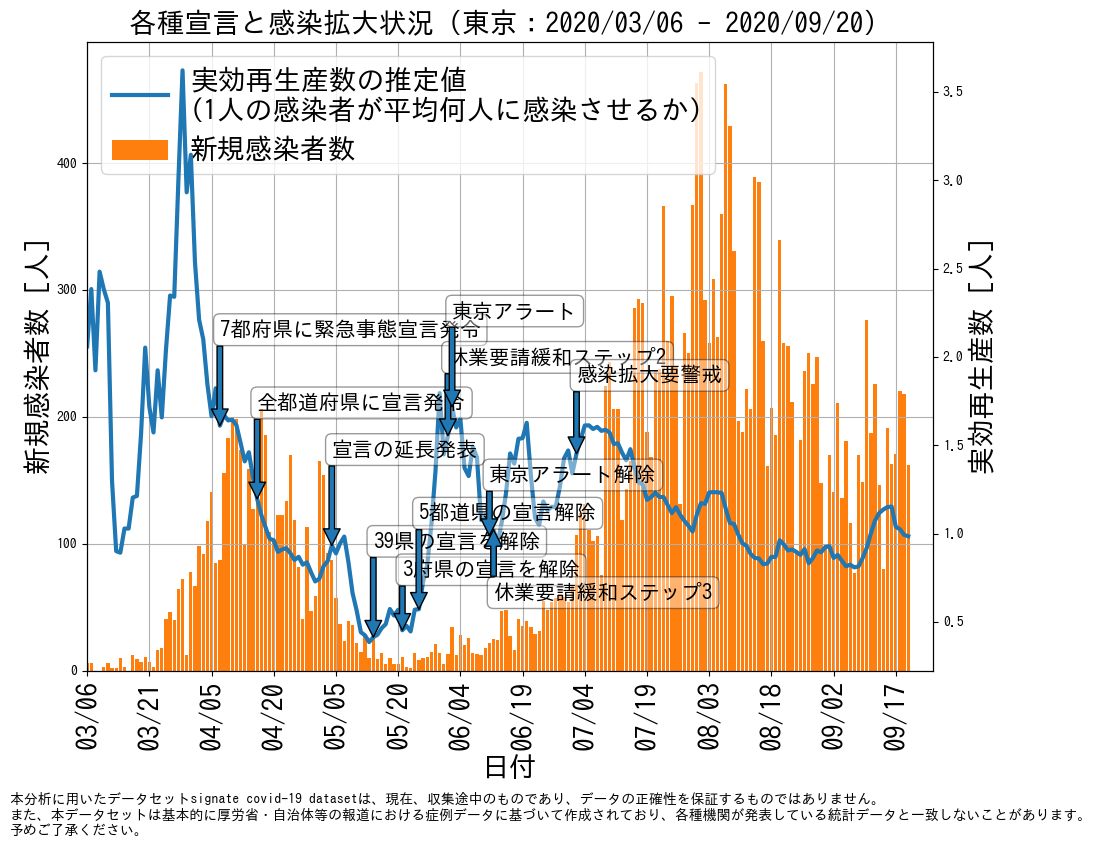 各種宣言と感染拡大状況 (東京：2020/03/06 - 2020/09/20)
実効再生産数の推定値
(1人の感染者が平均何人に感染させるか)
新規感染者数
新規感染者数 [人]
400
300
200
100
0
3.5
3.0
2.5
2.0
1.5
1.0
0.5
実効再生産数 [人]
東京アラート
7都府県に緊急事態宣言発令
休業要請緩和ステップ2
感染拡大要警戒
全都道府県に宣言発令
宣言の延長発表
東京アラート解除
5都道県の宣言解除
39県の宣言を解除
3府県の宣言を解除
休業要請緩和ステップ3
03/06
03/21
04/05
04/20
05/05
05/20
06/04
06/19
07/04
07/19
08/03
08/18
09/02
09/17
日付
本分析に用いたデータセットsignate covid-19 datasetは、現在、収集途中のものであり、データの正確性を保証するものではありません。
また、本データセットは基本的に厚労省・自治体等の報道における症例データに基づいて作成されており、各種機関が発表している統計データと一致しないことがあります。
予めご了承ください。